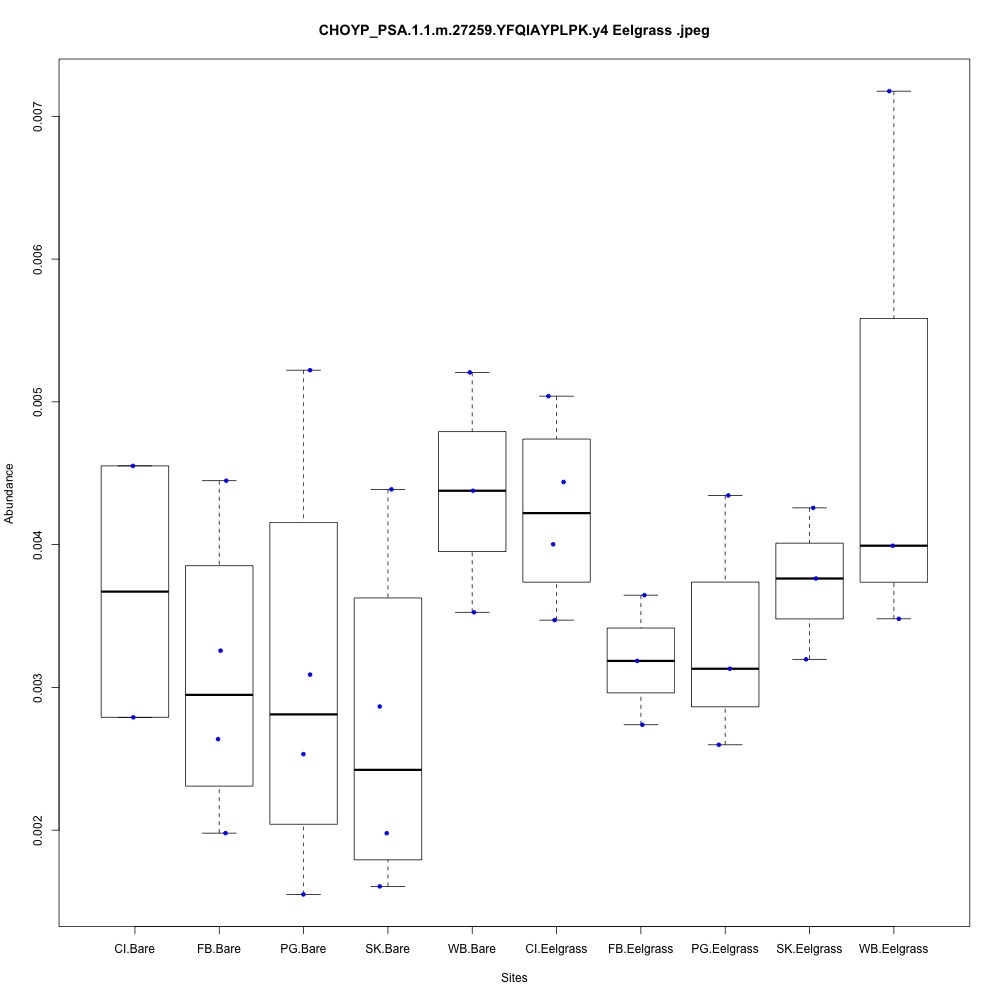 CHOYP_PSA.1.1.m.27259.YFQIAYPLPK.y4 Eelgrass .jpeg
0.007
0.006
0.005
0.004
0.003
0.002
Abundance
CI.Bare FB.Bare PG.Bare SK.Bare WB.Bare CI.Eelgrass FB.Eelgrass PG.Eelgrass SK.Eelgrass WB.Eelgrass
Sites